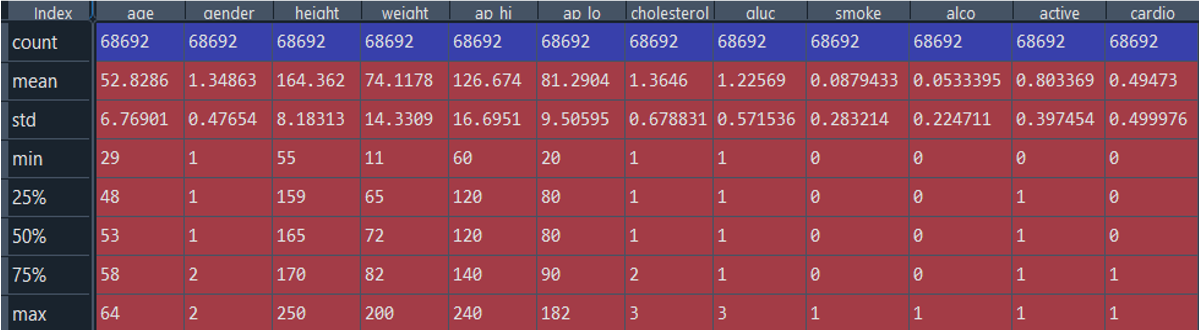 Index age gender height weight ap_hi ap_lo cholesterol gluc smoke alco active cardio
count 68692 68692 68692 68692 68692 68692 68692 68692 68692 68692 68692 68692
mean 52.8286 1.34863 164.362 74.1178 126.674 81.2904 1.3646 1.22569 0.0879433 0.0533395 0.803369 0.49473
std 6.76901 0.47654 8.18313 14.3309 16.6951 9.50595 0.678831 0.571536 0.283214 0.224711 0.397454 0.499976
min 29 1 55 11 60 20 1 1 0 0 0 0
25% 48 1 159 65 120 80 1 1 0 0 1 0
50% 53 1 165 72 120 80 1 1 0 0 1 0
75% 58 2 170 82 140 90 2 1 0 0 1 1
max 64 2 250 200 240 182 3 3 1 1 1 1